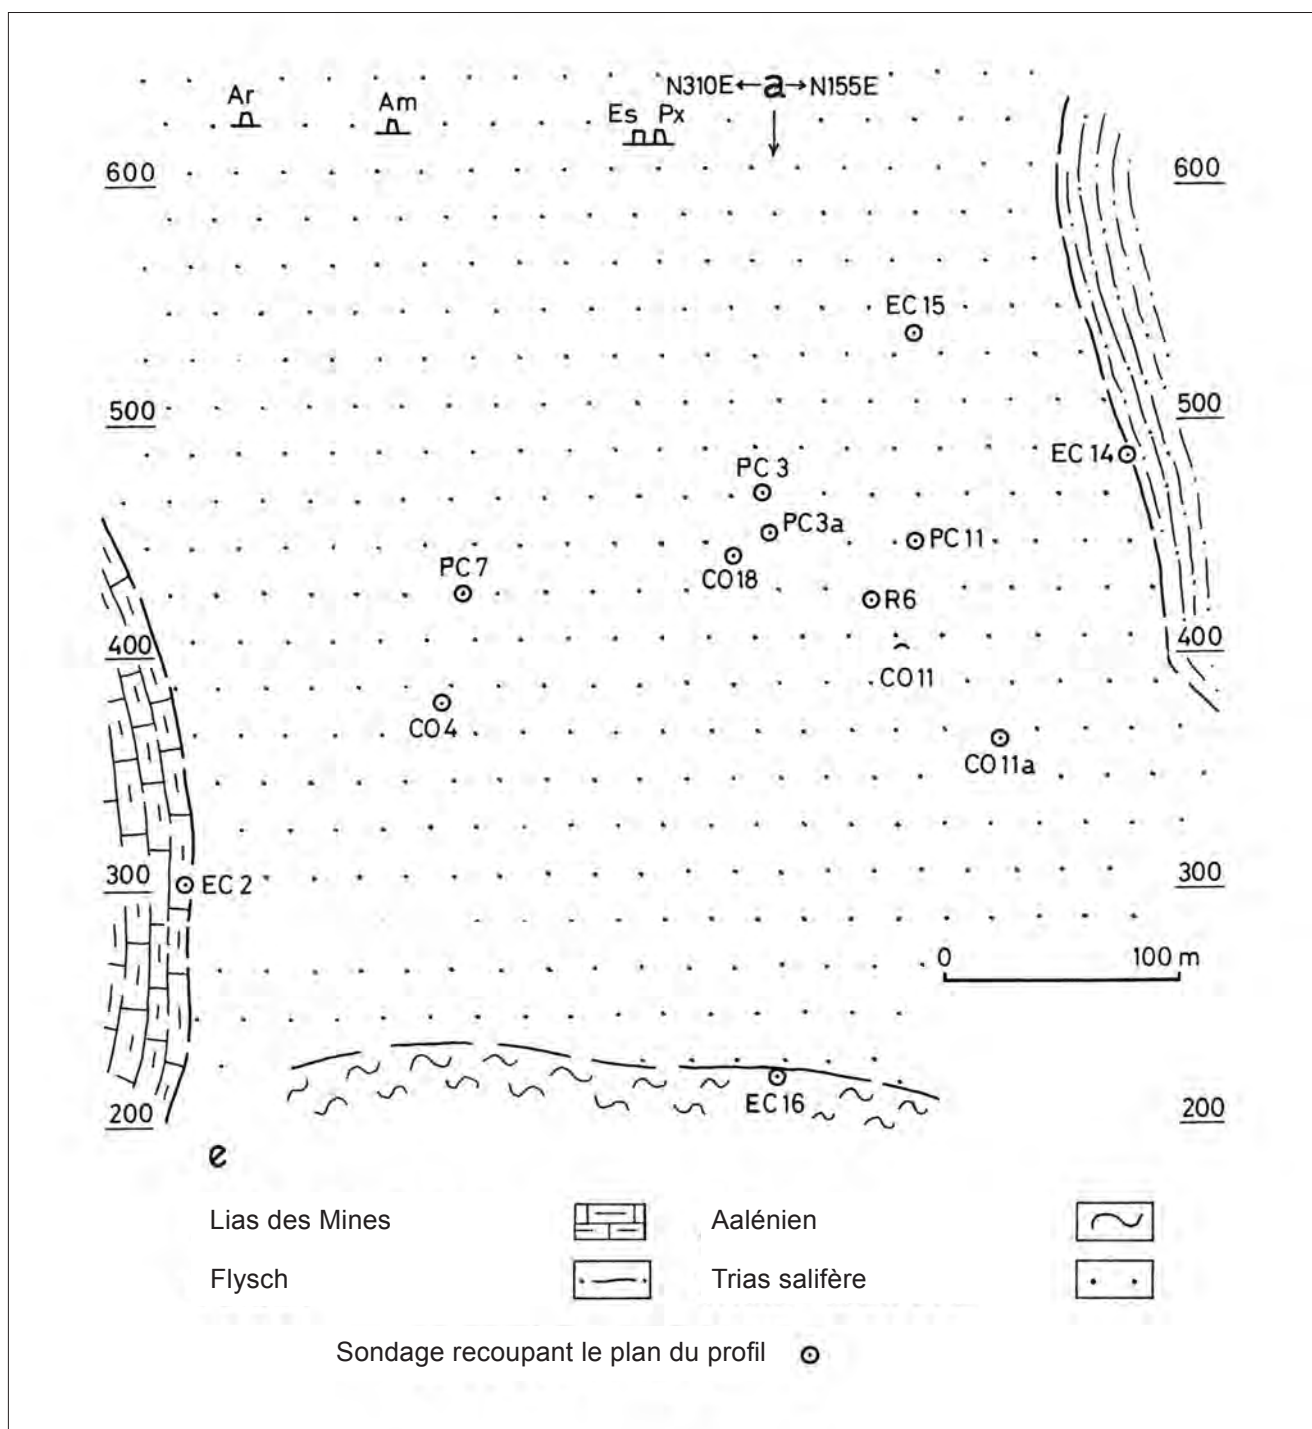 N310E←a→N155E
Ar
Am
Es Px
600
600
EC 15
500
500
EC 14
PC 3
PC3a
PC 11
CO18
PC 7
R6
400
400
CO 11
CO 4
CO 11a
300
EC 2
300
0 100 m
EC 16
200
200
e
Lias des Mines
Aalénien
Flysch
Trias salifère
Sondage recoupant le plan du profil